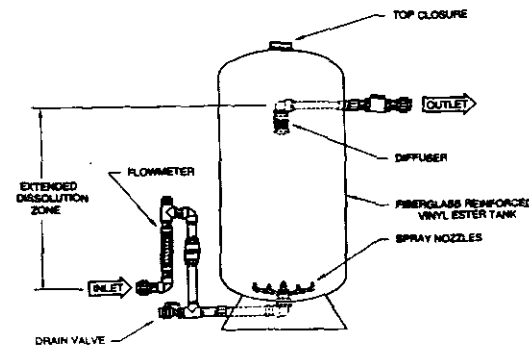 TOP CLOSURE
OUTLET
DIFFUSER
EXTENDED
DISSOLUTION
ZONE
FLOWMETER
FIBERGLASS REINFORCED
VINYL ESTER TANK
SPRAY NOZZLES
INLET
DRAIN VALVE